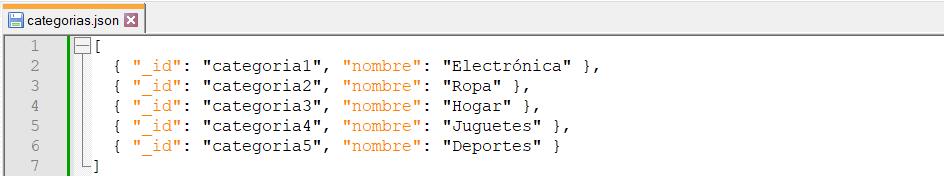 categorias.json
1 [
2 { "_id": "categoria1", "nombre": "Electrónica" },
3 { "_id": "categoria2", "nombre": "Ropa" },
4 { "_id": "categoria3", "nombre": "Hogar" },
5 { "_id": "categoria4", "nombre": "Juguetes" },
6 { "_id": "categoria5", "nombre": "Deportes" }
7 ]